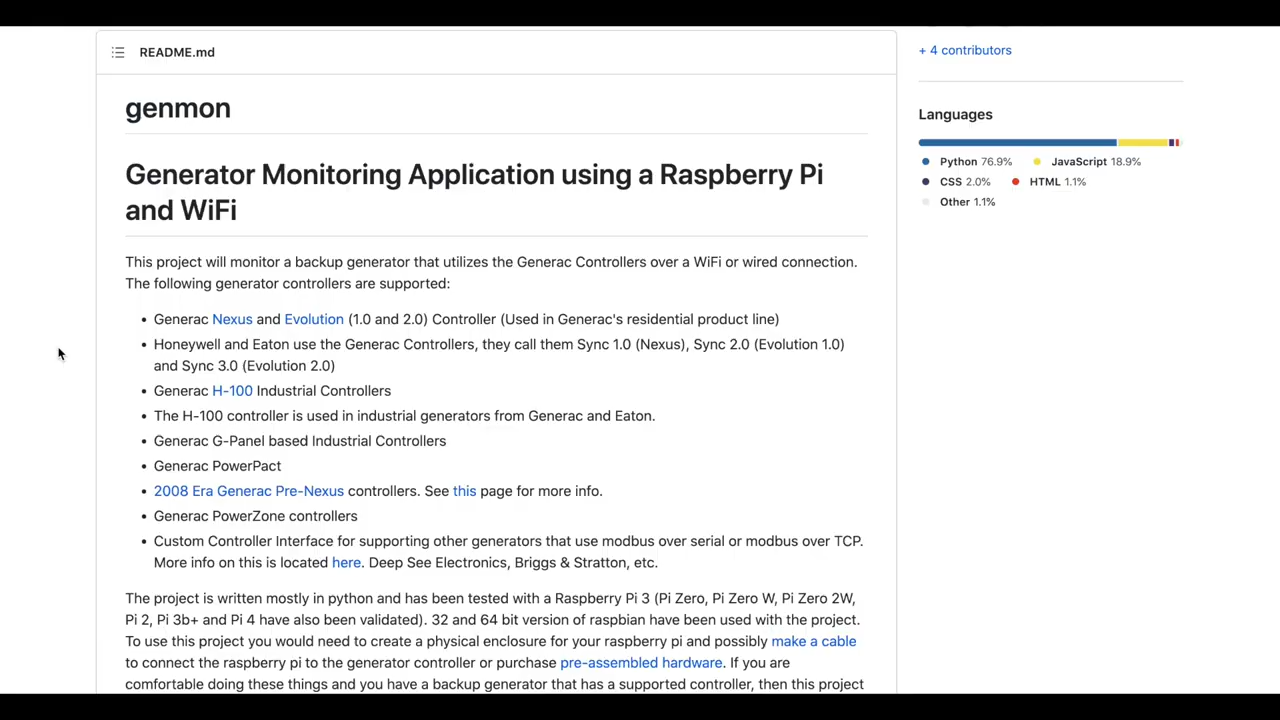 README.md
genmon
Generator Monitoring Application using a Raspberry Pi
and WiFi
This project will monitor a backup generator that utilizes the Generac Controllers over a WiFi or wired connection.
The following generator controllers are supported:
• Generac Nexus and Evolution (1.0 and 2.0) Controller (Used in Generac's residential product line)
• Honeywell and Eaton use the Generac Controllers, they call them Sync 1.0 (Nexus), Sync 2.0 (Evolution 1.0)
and Sync 3.0 (Evolution 2.0)
• Generac H-100 Industrial Controllers
• The H-100 controller is used in industrial generators from Generac and Eaton.
• Generac G-Panel based Industrial Controllers
• Generac PowerPact
• 2008 Era Generac Pre-Nexus controllers. See this page for more info.
• Generac PowerZone controllers
• Custom Controller Interface for supporting other generators that use modbus over serial or modbus over TCP.
More info on this is located here. Deep See Electronics, Briggs & Stratton, etc.
The project is written mostly in python and has been tested with a Raspberry Pi 3 (Pi Zero, Pi Zero W, Pi Zero 2W,
Pi 2, Pi 3b+ and Pi 4 have also been validated). 32 and 64 bit version of raspbian have been used with the project.
To use this project you would need to create a physical enclosure for your raspberry pi and possibly make a cable
to connect the raspberry pi to the generator controller or purchase pre-assembled hardware. If you are
comfortable doing these things and you have a backup generator that has a supported controller, then this project
+ 4 contributors
Languages
Python 76.9% JavaScript 18.9%
CSS 2.0% HTML 1.1%
Other 1.1%